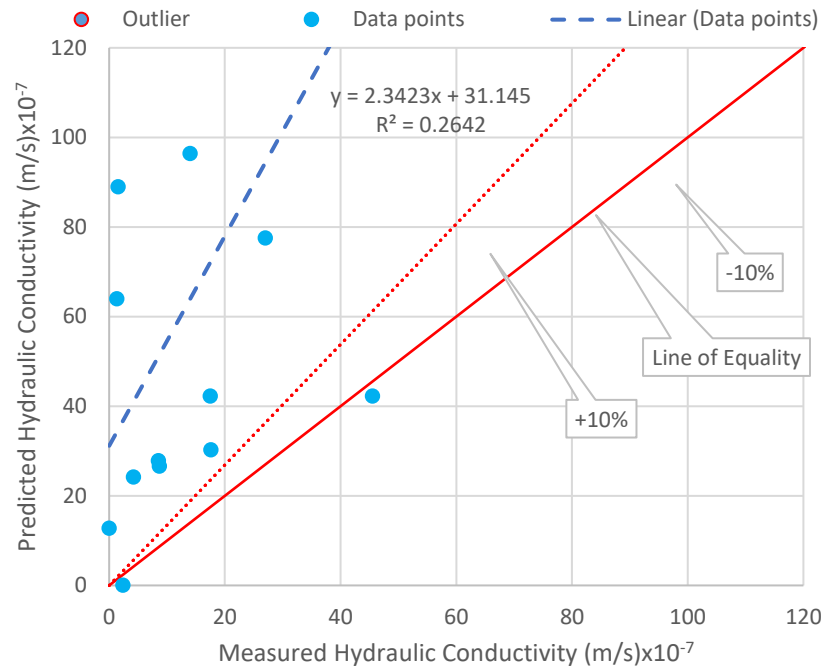 Outlier
Data points
Linear (Data points)
Predicted Hydraulic Conductivity (m/s)x10⁻⁷
120
100
80
60
40
20
0
y = 2.3423x + 31.145
R² = 0.2642
-10%
Line of Equality
+10%
0
20
40
60
80
100
120
Measured Hydraulic Conductivity (m/s)x10⁻⁷